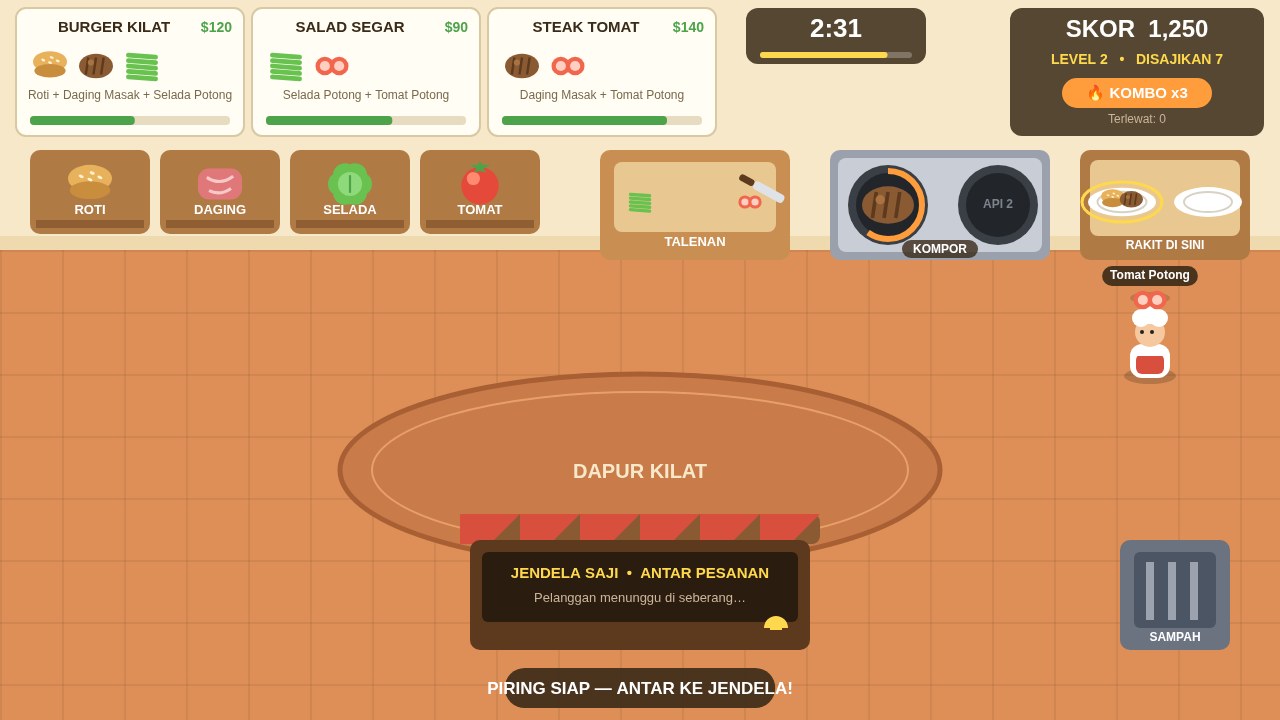 BURGER KILAT $120
Roti + Daging Masak + Selada Potong
SALAD SEGAR $90
Selada Potong + Tomat Potong
STEAK TOMAT $140
Daging Masak + Tomat Potong
2:31
SKOR 1,250
LEVEL 2 • DISAJIKAN 7
🔥 KOMBO x3
Terlewat: 0
ROTI
DAGING
SELADA
TOMAT
TALENAN
API 2
KOMPOR
RAKIT DI SINI
Tomat Potong
DAPUR KILAT
JENDELA SAJI • ANTAR PESANAN
Pelanggan menunggu di seberang…
SAMPAH
PIRING SIAP — ANTAR KE JENDELA!